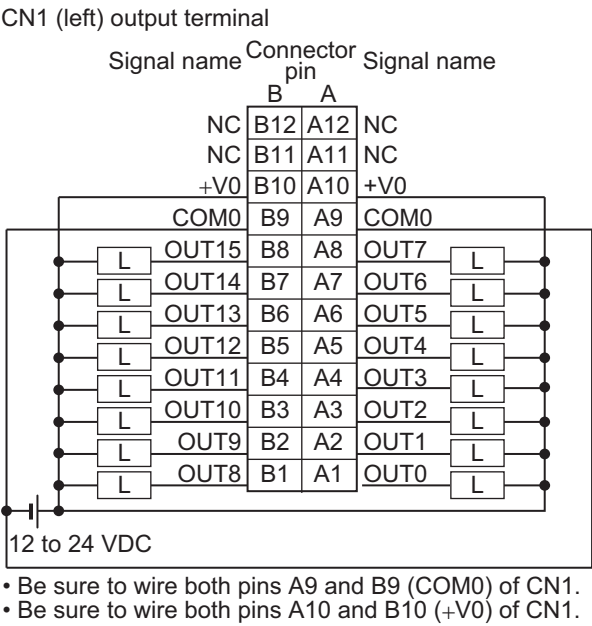 CN1 (left) output terminal
Signal name Connector pin Signal name
B A
NC B12 A12 NC
NC B11 A11 NC
+V0 B10 A10 +V0
COM0 B9 A9 COM0
L OUT15 B8 A8 OUT7 L
L OUT14 B7 A7 OUT6 L
L OUT13 B6 A6 OUT5 L
L OUT12 B5 A5 OUT4 L
L OUT11 B4 A4 OUT3 L
L OUT10 B3 A3 OUT2 L
L OUT9 B2 A2 OUT1 L
L OUT8 B1 A1 OUT0 L
12 to 24 VDC
• Be sure to wire both pins A9 and B9 (COM0) of CN1.
• Be sure to wire both pins A10 and B10 (+V0) of CN1.